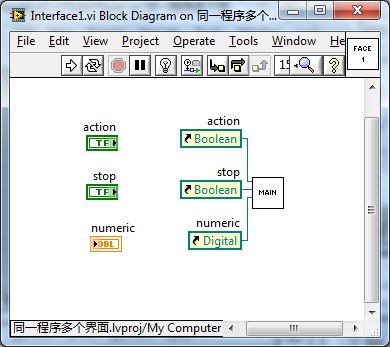 Interface1.vi Block Diagram on 同一程序多个...
File Edit View Project Operate Tools Window He
FACE
1
15
action
TF
action
Boolean
stop
TF
stop
Boolean
MAIN
numeric
DBL
numeric
Digital
同一程序多个界面.lvproj/My Computer